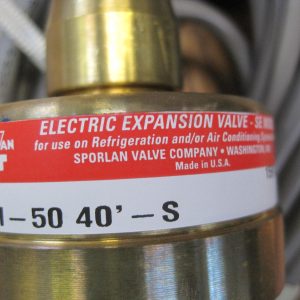 ELECTRIC EXPANSION VALVE - SE
for use on Refrigeration and/or Air Conditioning
SPORLAN VALVE COMPANY • WASHINGTON,
Made in U.S.A.
-50 40' - S